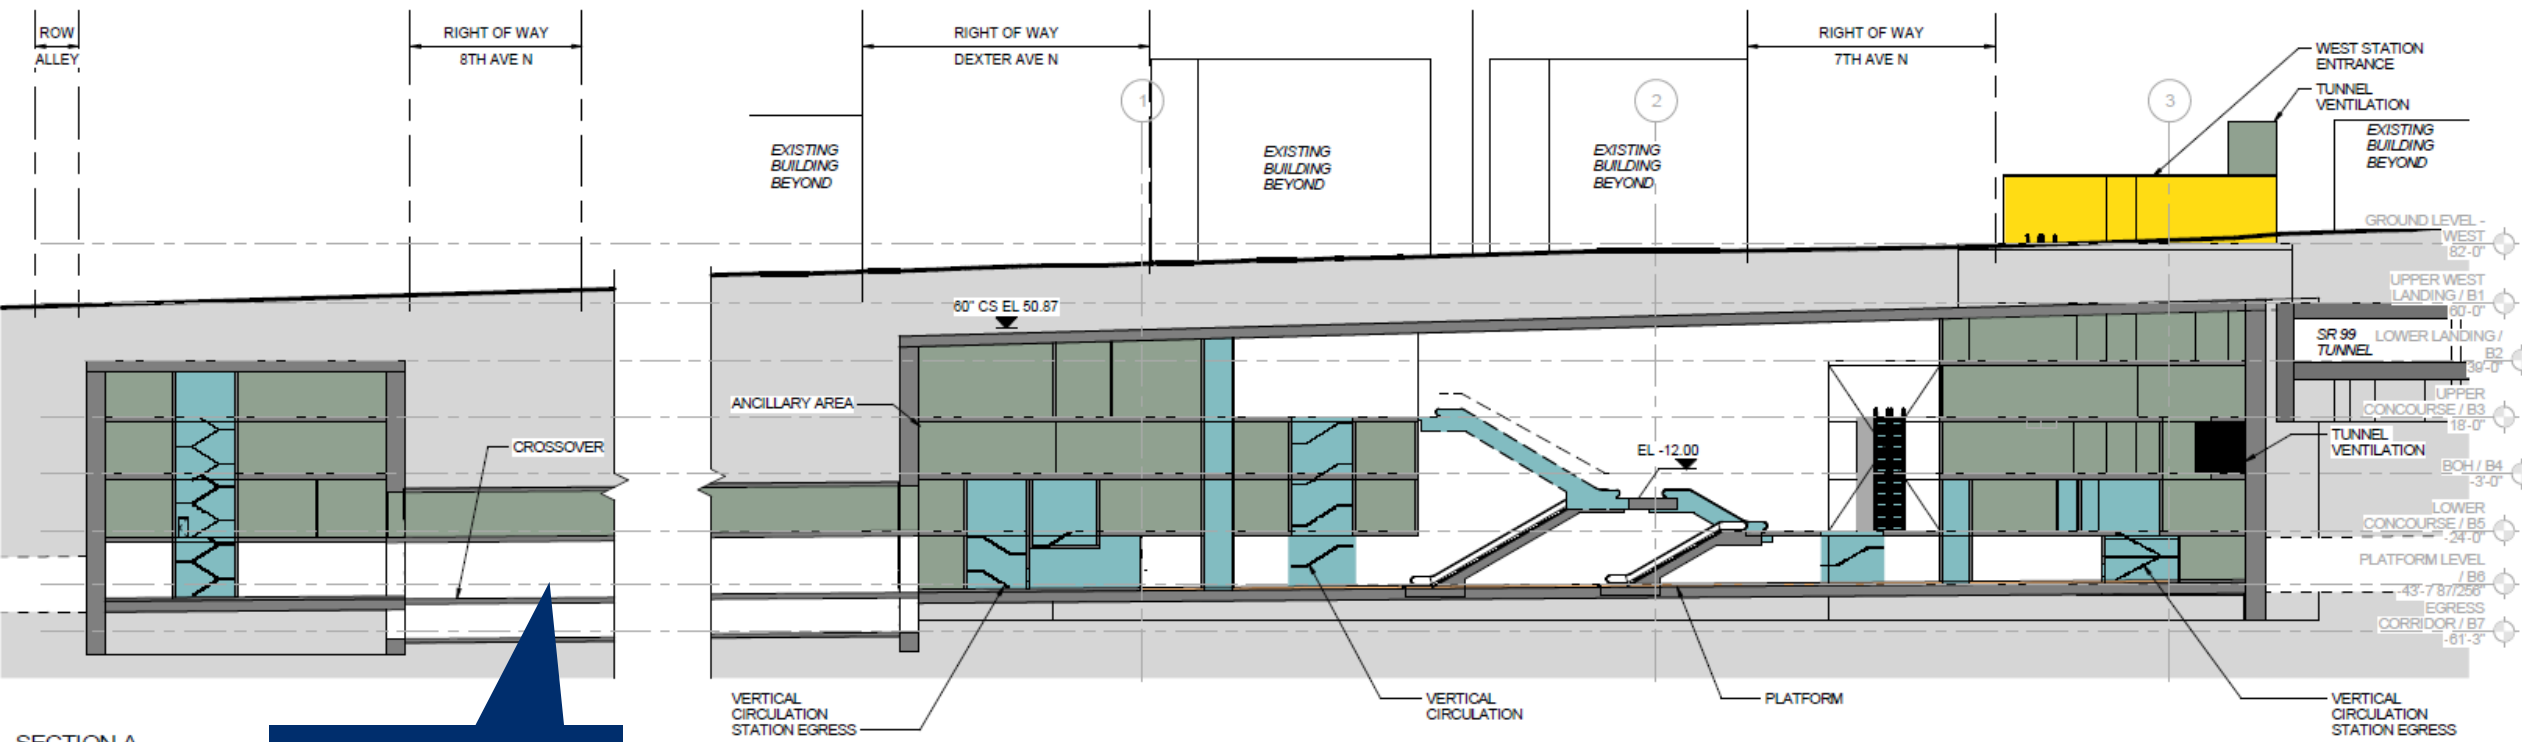 ROW
ALLEY
RIGHT OF WAY
8TH AVE N
RIGHT OF WAY
DEXTER AVE N
RIGHT OF WAY
7TH AVE N
WEST STATION
ENTRANCE
TUNNEL
VENTILATION
1
2
3
EXISTING
BUILDING
BEYOND
EXISTING
BUILDING
BEYOND
EXISTING
BUILDING
BEYOND
EXISTING
BUILDING
BEYOND
GROUND LEVEL -
WEST
82'-0"
UPPER WEST
LANDING / B1
60'-0"
60" CS EL 50.87
SR 99
TUNNEL
LOWER LANDING /
B2
39'-0"
ANCILLARY AREA
UPPER
CONCOURSE / B3
18'-0"
CROSSOVER
EL -12.00
TUNNEL
VENTILATION
BOH / B4
-3'-0"
LOWER
CONCOURSE / B5
-24'-0"
PLATFORM LEVEL
/ B6
-43'-7 87/256"
EGRESS
CORRIDOR / B7
-61'-3"
VERTICAL
CIRCULATION
STATION EGRESS
VERTICAL
CIRCULATION
PLATFORM
VERTICAL
CIRCULATION
STATION EGRESS
SECTION A